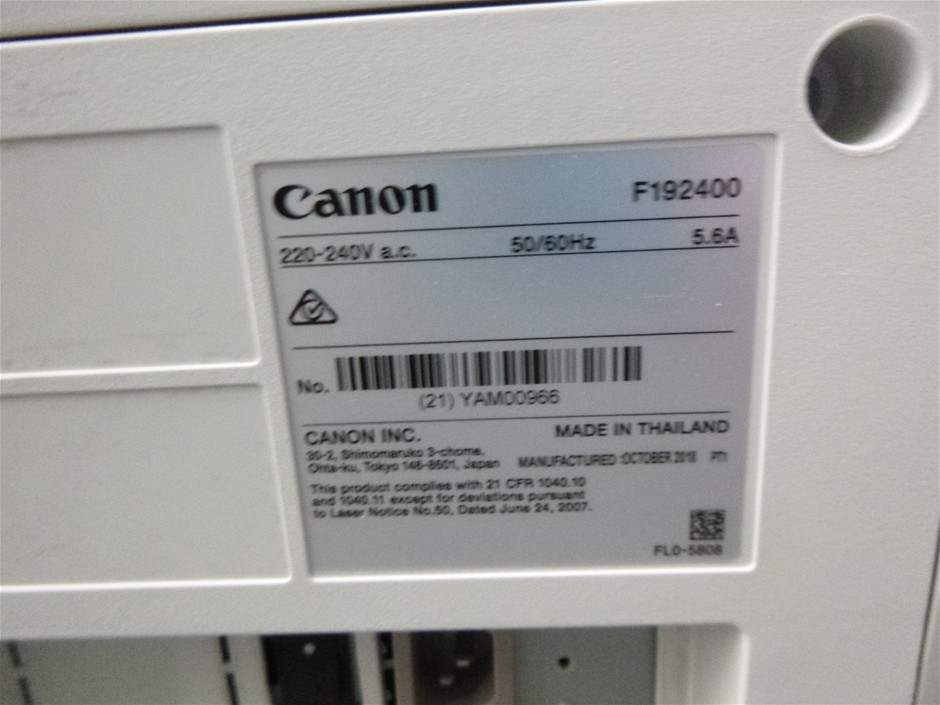 Canon F192400
220-240V a.c. 50/60Hz 5.6A
No.
(21) YAM00966
CANON INC. MADE IN THAILAND
30-2, Shimomaruko 3-chome,
Ohta-ku, Tokyo 146-8501, Japan MANUFACTURED :OCTOBER 2018 PT1
This product complies with 21 CFR 1040.10
and 1040.11 except for deviations pursuant
to Laser Notice No.50, Dated June 24, 2007.
FL0-5808